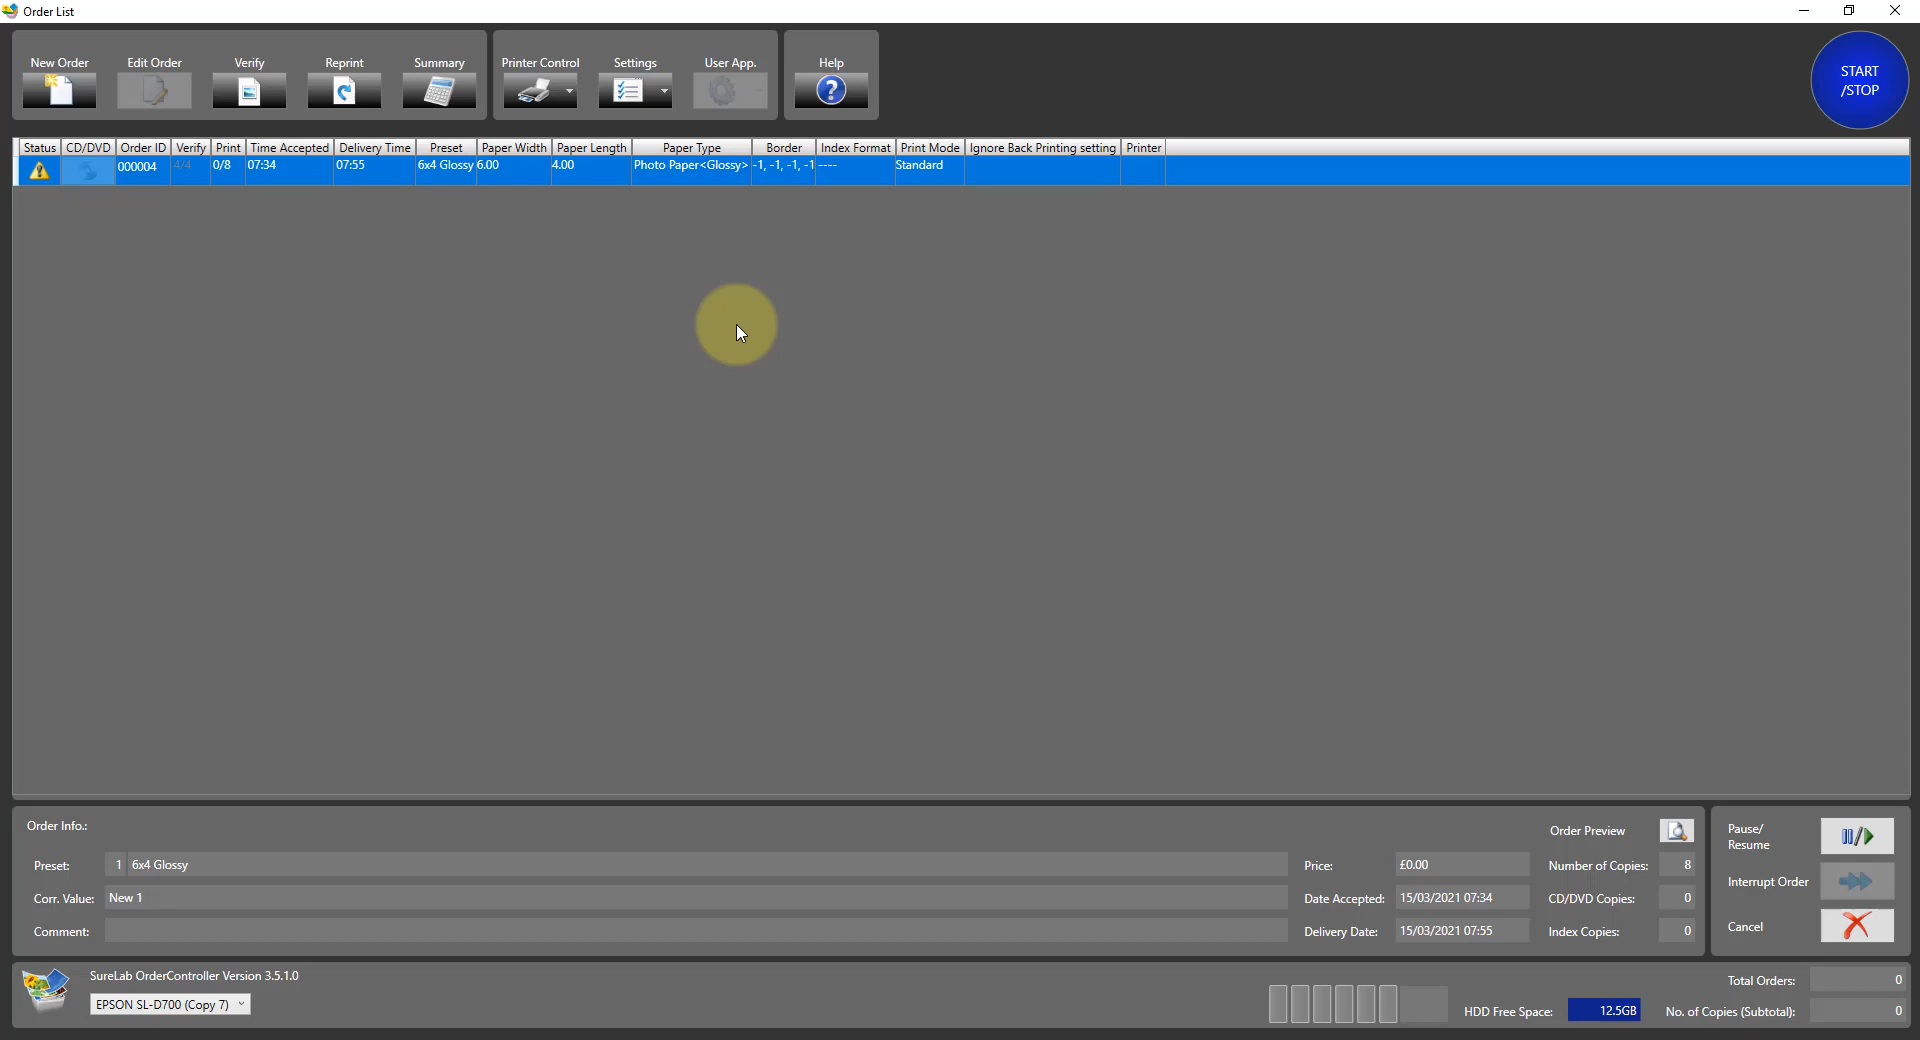 Order List
New Order Edit Order Verify Reprint Summary Printer Control Settings User App. Help
START
/STOP
Status CD/DVD Order ID Verify Print Time Accepted Delivery Time Preset Paper Width Paper Length Paper Type Border Index Format Print Mode Ignore Back Printing setting Printer
000004 4/4 0/8 07:34 07:55 6x4 Glossy 6.00 4.00 Photo Paper<Glossy> -1, -1, -1, -1 ---- Standard
Order Info.:
Order Preview
Pause/
Resume
Preset: 1 6x4 Glossy Price: £0.00 Number of Copies: 8
Interrupt Order
Corr. Value: New 1 Date Accepted: 15/03/2021 07:34 CD/DVD Copies: 0
Cancel
Comment: Delivery Date: 15/03/2021 07:55 Index Copies: 0
SureLab OrderController Version 3.5.1.0
Total Orders: 0
EPSON SL-D700 (Copy 7)
HDD Free Space: 12.5GB No. of Copies (Subtotal): 0